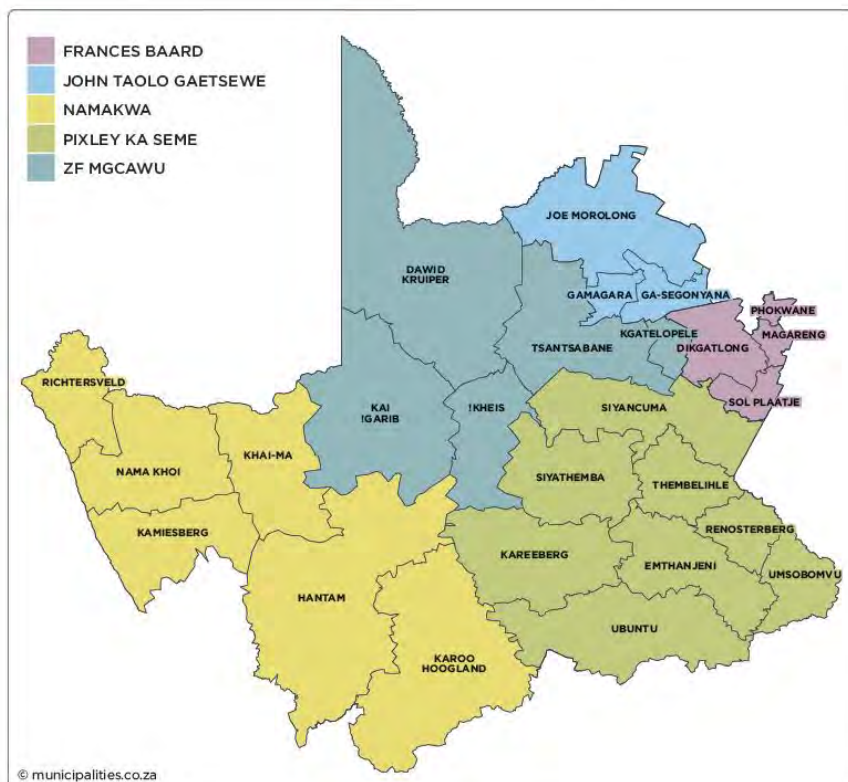 FRANCES BAARD
JOHN TAOLO GAETSEWE
NAMAKWA
PIXLEY KA SEME
ZF MGCAWU
JOE MOROLONG
DAWID
KRUIPER
GAMAGARA
GA-SEGONYANA
PHOKWANE
KGATELOPELE
MAGARENG
TSANTSABANE
DIKGATLONG
RICHTERSVELD
SOL PLAATJE
KAI
!GARIB
!KHEIS
SIYANCUMA
KHAI-MA
NAMA KHOI
SIYATHEMBA
THEMBELIHLE
KAMIESBERG
RENOSTERBERG
KAREEBERG
EMTHANJENI
UMSOBOMVU
HANTAM
UBUNTU
KAROO
HOOGLAND
© municipalities.co.za